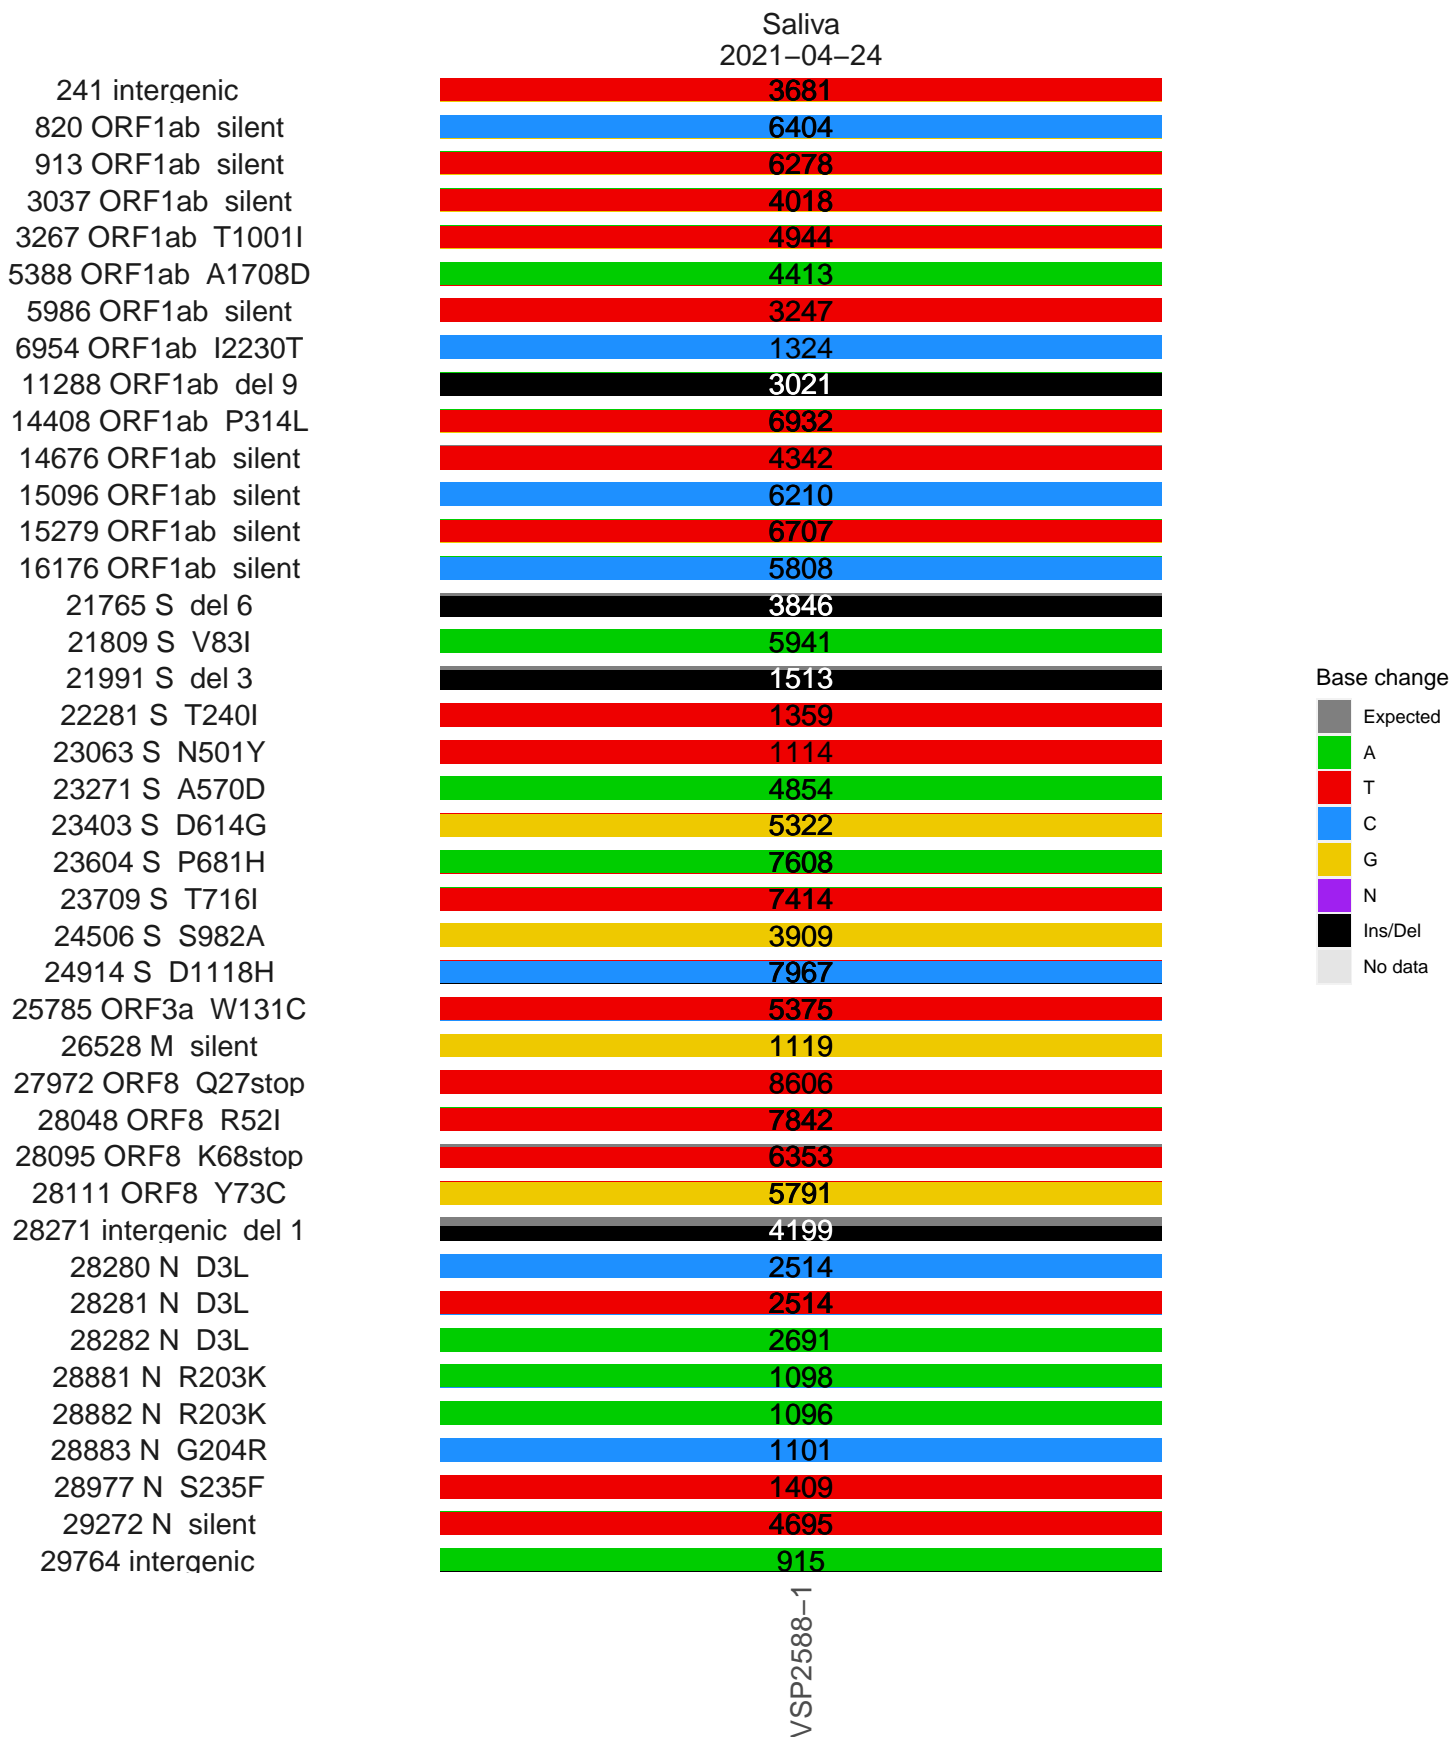 Saliva
2021−04−24
241 intergenic 3681
820 ORF1ab silent 6404
913 ORF1ab silent 6278
3037 ORF1ab silent 4018
3267 ORF1ab T1001I 4944
5388 ORF1ab A1708D 4413
5986 ORF1ab silent 3247
6954 ORF1ab I2230T 1324
11288 ORF1ab del 9 3021
14408 ORF1ab P314L 6932
14676 ORF1ab silent 4342
15096 ORF1ab silent 6210
15279 ORF1ab silent 6707
16176 ORF1ab silent 5808
21765 S del 6 3846
21809 S V83I 5941
21991 S del 3 1513
22281 S T240I 1359
23063 S N501Y 1114
23271 S A570D 4854
23403 S D614G 5322
23604 S P681H 7608
23709 S T716I 7414
24506 S S982A 3909
24914 S D1118H 7967
25785 ORF3a W131C 5375
26528 M silent 1119
27972 ORF8 Q27stop 8606
28048 ORF8 R52I 7842
28095 ORF8 K68stop 6353
28111 ORF8 Y73C 5791
28271 intergenic del 1 4199
28280 N D3L 2514
28281 N D3L 2514
28282 N D3L 2691
28881 N R203K 1098
28882 N R203K 1096
28883 N G204R 1101
28977 N S235F 1409
29272 N silent 4695
29764 intergenic 915
VSP2588−1
Base change
Expected
A
T
C
G
N
Ins/Del
No data